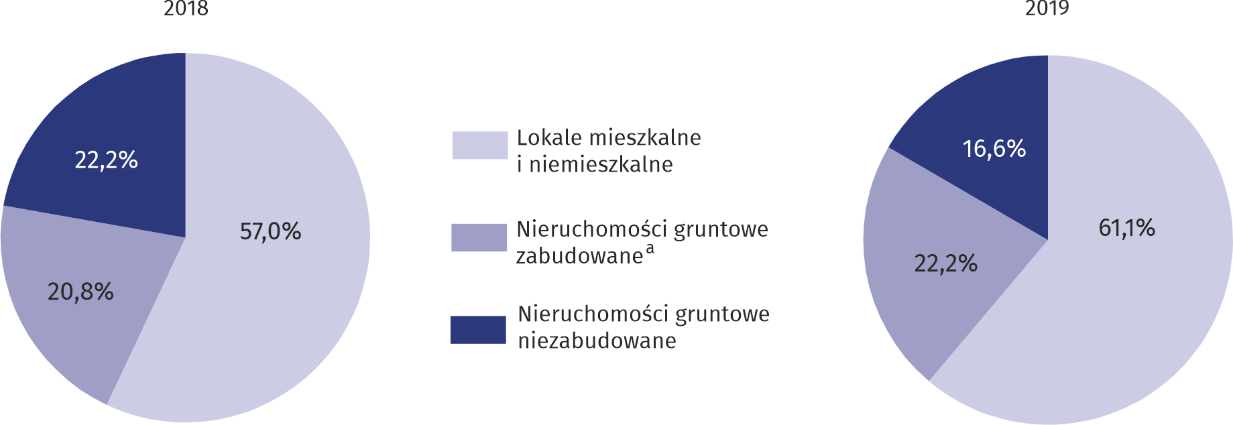 2018
2019
22,2%
57,0%
20,8%
Lokale mieszkalne
i niemieszkalne
Nieruchomości gruntowe
zabudowaneª
Nieruchomości gruntowe
niezabudowane
16,6%
61,1%
22,2%